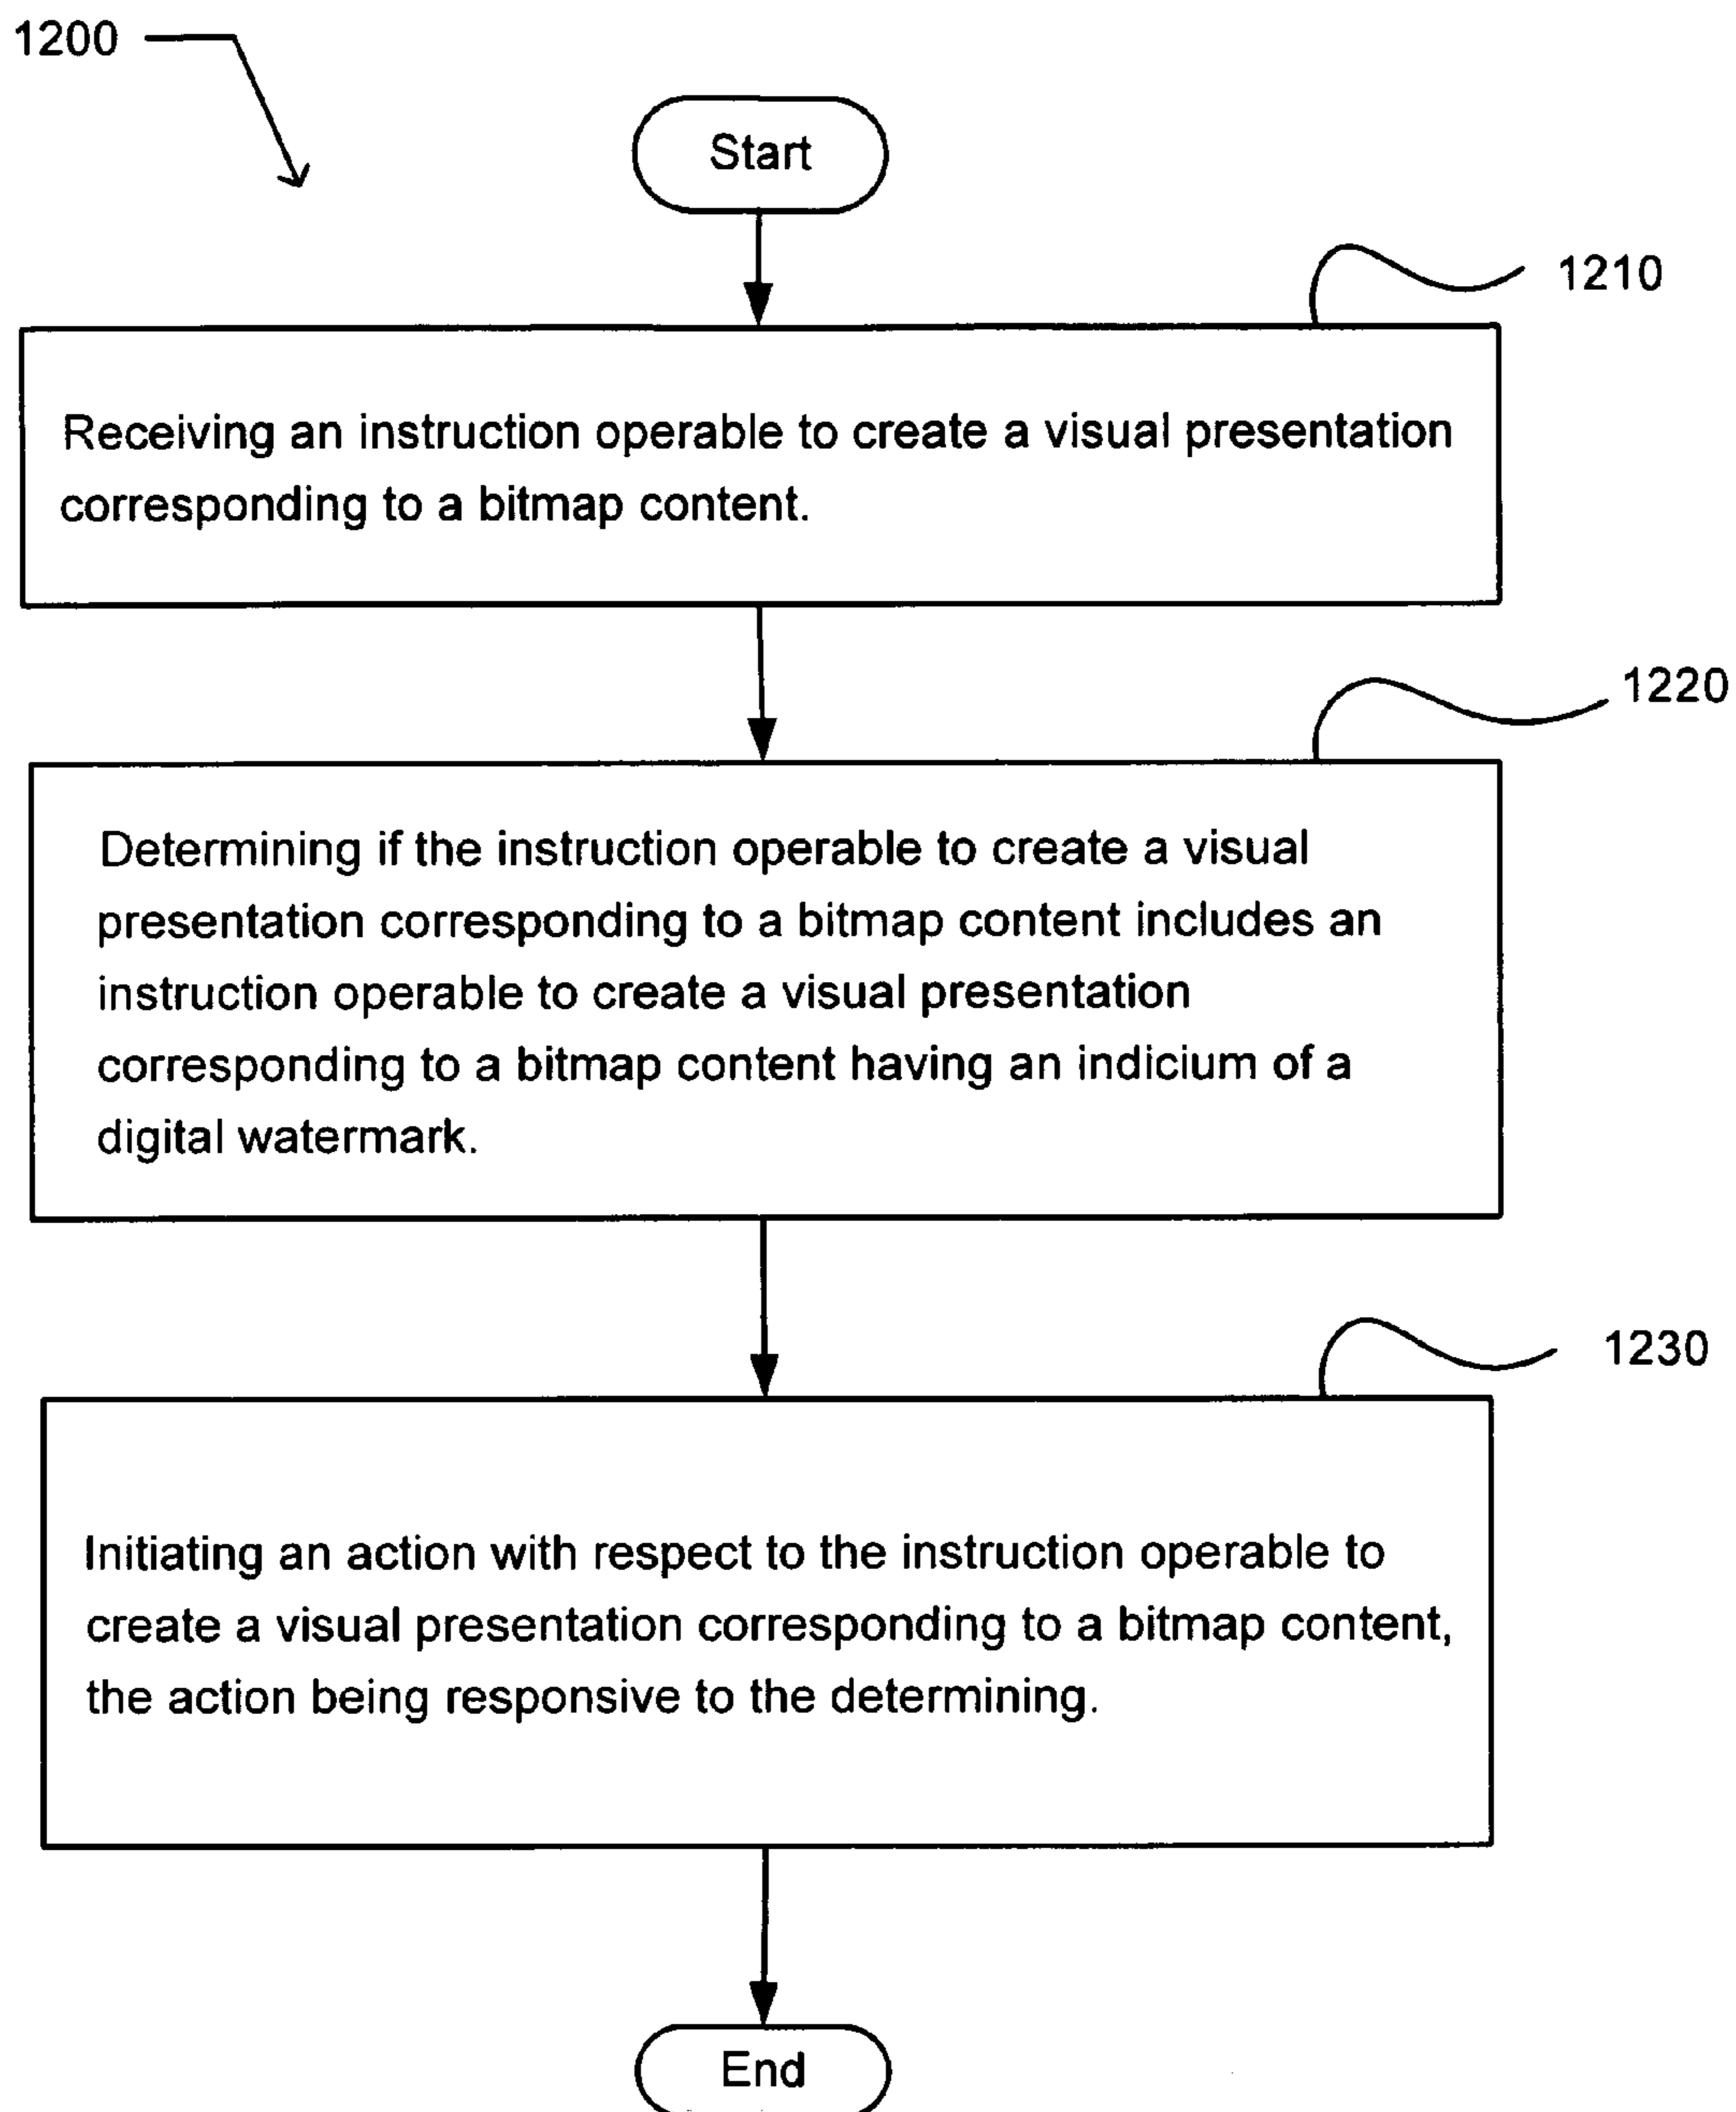 1200
Start
1210
Receiving an instruction operable to create a visual presentation
corresponding to a bitmap content.
1220
Determining if the instruction operable to create a visual
presentation corresponding to a bitmap content includes an
instruction operable to create a visual presentation
corresponding to a bitmap content having an indicium of a
digital watermark.
1230
Initiating an action with respect to the instruction operable to
create a visual presentation corresponding to a bitmap content,
the action being responsive to the determining.
End